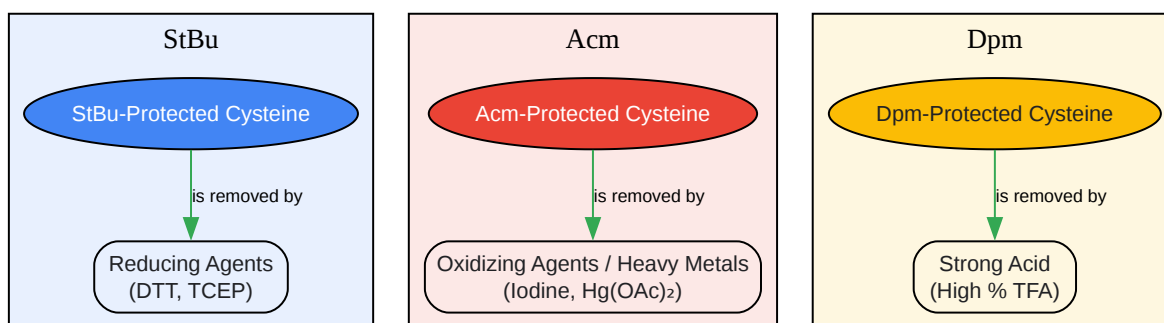 StBu
StBu-Protected Cysteine
is removed by
Reducing Agents
(DTT, TCEP)
Acm
Acm-Protected Cysteine
is removed by
Oxidizing Agents / Heavy Metals
(Iodine, Hg(OAc)₂)
Dpm
Dpm-Protected Cysteine
is removed by
Strong Acid
(High % TFA)